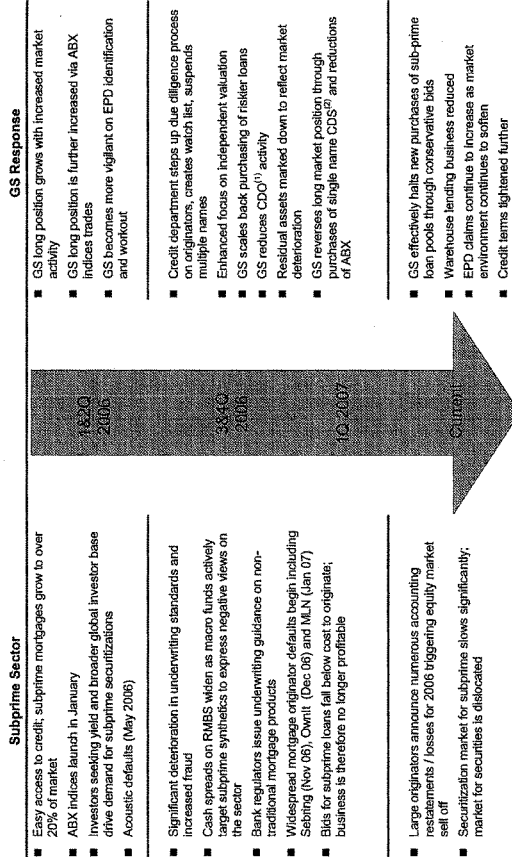 Subprime Sector
■ Easy access to credit; subprime mortgages grow to over
20% of market
■ ABX indices launch in January
■ Investors seeking yield and broader global investor base
drive demand for subprime securitizations
■ Acoustic defaults (May 2006)
■ Significant deterioration in underwriting standards and
increased fraud
■ Cash spreads on RMBS widen as macro funds actively
target subprime synthetics to express negative views on
the sector
■ Bank regulators issue underwriting guidance on non-
traditional mortgage products
■ Widespread mortgage originator defaults begin including
Sebring (Nov 06), OwnIt (Dec 06) and MLN (Jan 07)
■ Bids for subprime loans fall below cost to originate;
business is therefore no longer profitable
■ Large originators announce numerous accounting
restatements / losses for 2006 triggering equity market
sell off
■ Securitization market for subprime slows significantly;
market for securities is dislocated
1&2Q
2006
3&4Q
2006
1Q 2007
Current
GS Response
■ GS long position grows with increased market
activity
■ GS long position is further increased via ABX
indices trades
■ GS becomes more vigilant on EPD identification
and workout
■ Credit department steps up due diligence process
on originators, creates watch list, suspends
multiple names
■ Enhanced focus on independent valuation
■ GS scales back purchasing of riskier loans
■ GS reduces CDO(1) activity
■ Residual assets marked down to reflect market
deterioration
■ GS reverses long market position through
purchases of single name CDS(2) and reductions
of ABX
■ GS effectively halts new purchases of sub-prime
loan pools through conservative bids
■ Warehouse lending business reduced
■ EPD claims continue to increase as market
environment continues to soften
■ Credit terms tightened further